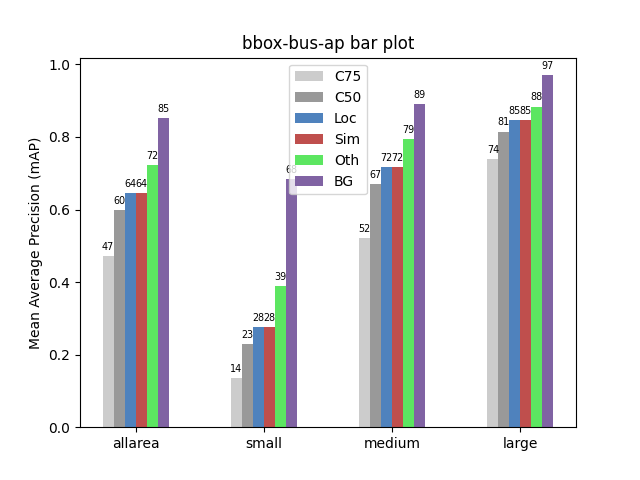 bbox-bus-ap bar plot
Mean Average Precision (mAP)
1.0
0.8
0.6
0.4
0.2
0.0
C75
C50
Loc
Sim
Oth
BG
47 60 64 64 72 85
14 23 28 28 39 68
52 67 72 72 79 89
74 81 85 85 88 97
allarea small medium large